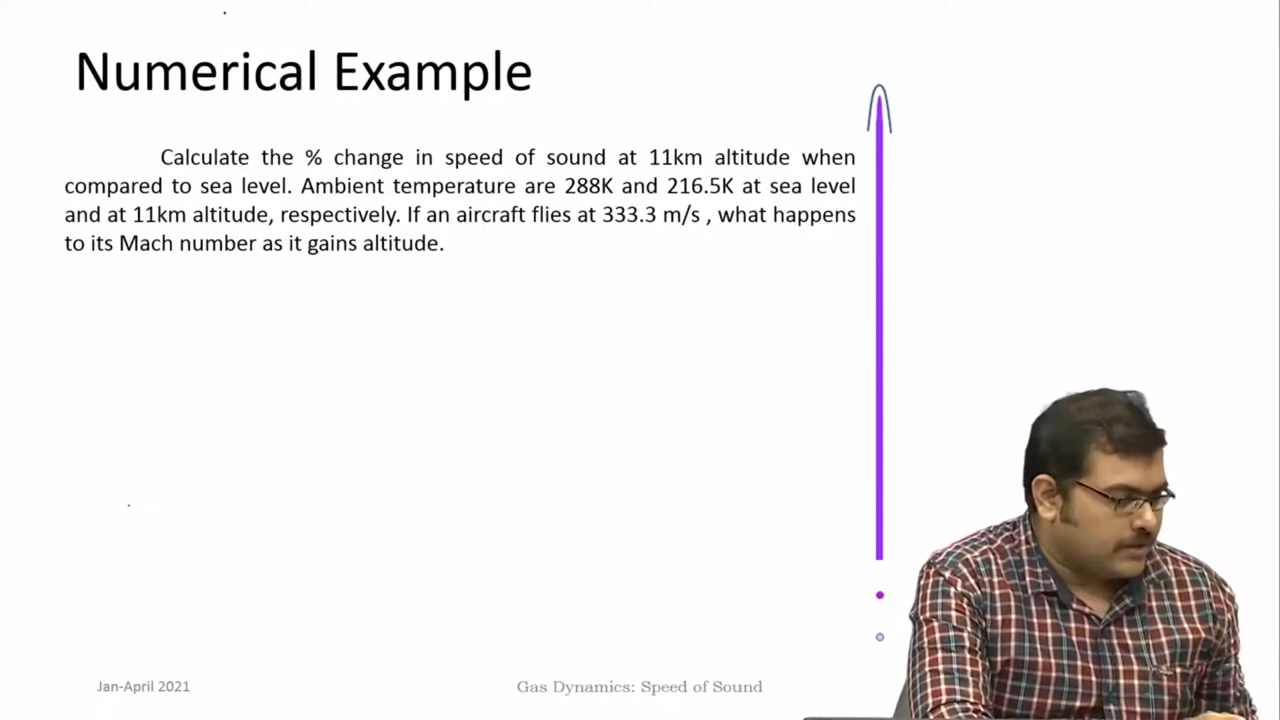 Numerical Example
Calculate the % change in speed of sound at 11km altitude when
compared to sea level. Ambient temperature are 288K and 216.5K at sea level
and at 11km altitude, respectively. If an aircraft flies at 333.3 m/s , what happens
to its Mach number as it gains altitude.
Jan-April 2021
Gas Dynamics: Speed of Sound